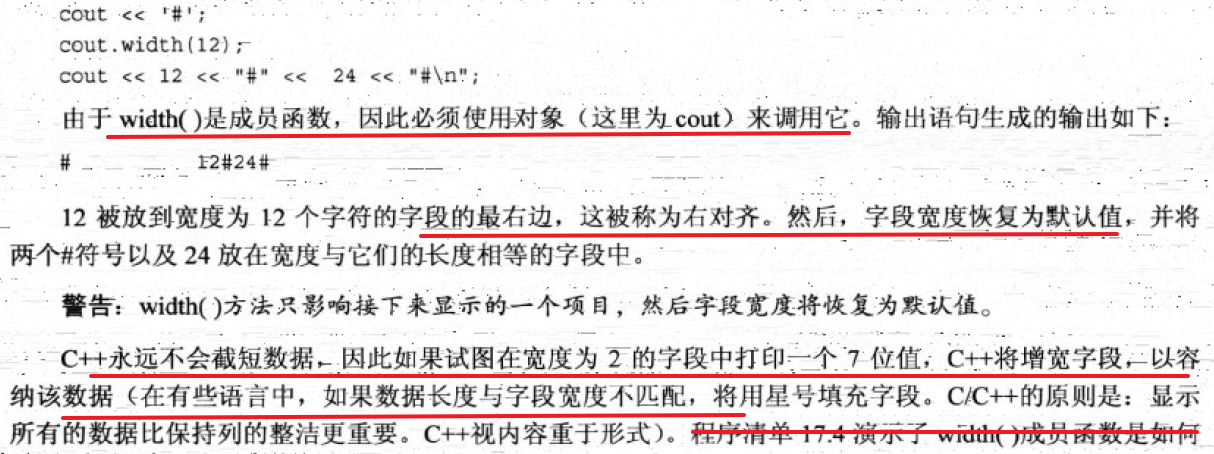 cout << '#';
cout.width(12);
cout << 12 << "#" <<  24 << "#\n";
由于 width( )是成员函数，因此必须使用对象（这里为 cout）来调用它。输出语句生成的输出如下：
#          12#24#
12 被放到宽度为 12 个字符的字段的最右边，这被称为右对齐。然后，字段宽度恢复为默认值，并将
两个#符号以及 24 放在宽度与它们的长度相等的字段中。
警告：width( )方法只影响接下来显示的一个项目，然后字段宽度将恢复为默认值。
C++永远不会截短数据，因此如果试图在宽度为 2 的字段中打印一个 7 位值，C++将增宽字段，以容
纳该数据（在有些语言中，如果数据长度与字段宽度不匹配，将用星号填充字段。C/C++的原则是：显示
所有的数据比保持列的整洁更重要。C++视内容重于形式）。程序清单 17.4 演示了 width( )成员函数是如何